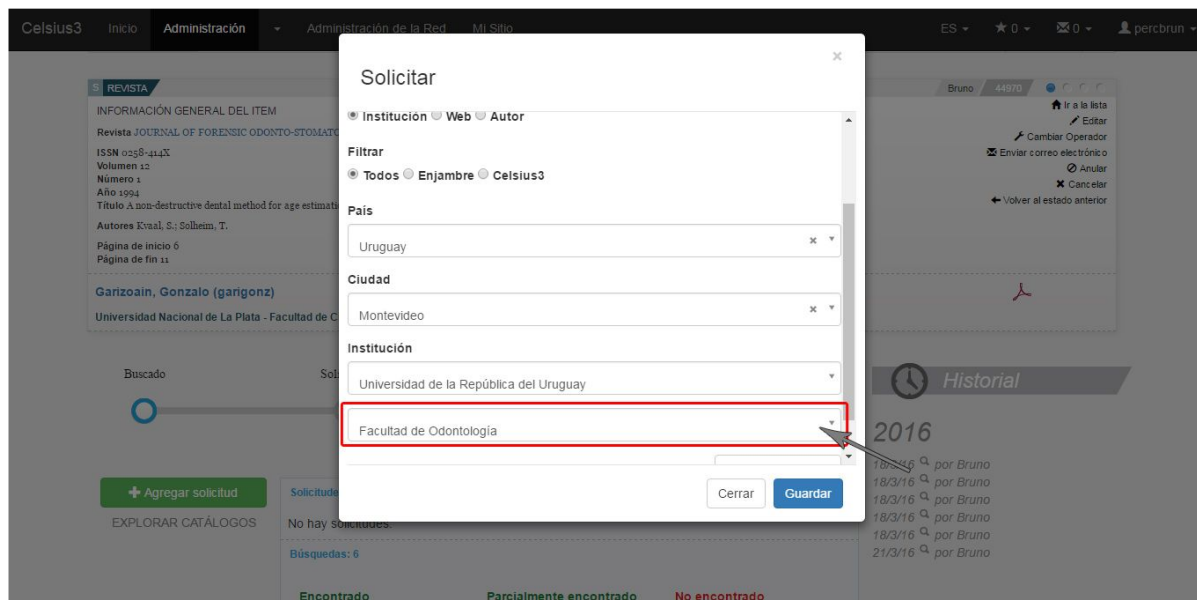 Celsius3 Inicio Administración Administración de la Red Mi Sitio ES 0 0 percbrun
Solicitar ×
S REVISTA Bruno 44970
INFORMACIÓN GENERAL DEL ITEM
Revista JOURNAL OF FORENSIC ODONTO-STOMATO
ISSN 0258-414X
Volumen 12
Número 1
Año 1994
Título A non-destructive dental method for age estimati
Autores Kvaal, S.; Solheim, T.
Página de inicio 6
Página de fin 11
Garizoain, Gonzalo (garigonz)
Universidad Nacional de La Plata - Facultad de C
Ir a la lista
Editar
Cambiar Operador
Enviar correo electrónico
Anular
Cancelar
Volver al estado anterior
Institución Web Autor
Filtrar
Todos Enjambre Celsius3
País
Uruguay ×
Ciudad
Montevideo ×
Institución
Universidad de la República del Uruguay
Facultad de Odontología
Cerrar Guardar
Buscado Soli
Historial
2016
18/3/16 por Bruno
18/3/16 por Bruno
18/3/16 por Bruno
18/3/16 por Bruno
18/3/16 por Bruno
21/3/16 por Bruno
+ Agregar solicitud
EXPLORAR CATÁLOGOS
Solicitude
No hay solicitudes.
Búsquedas: 6
Encontrado Parcialmente encontrado No encontrado